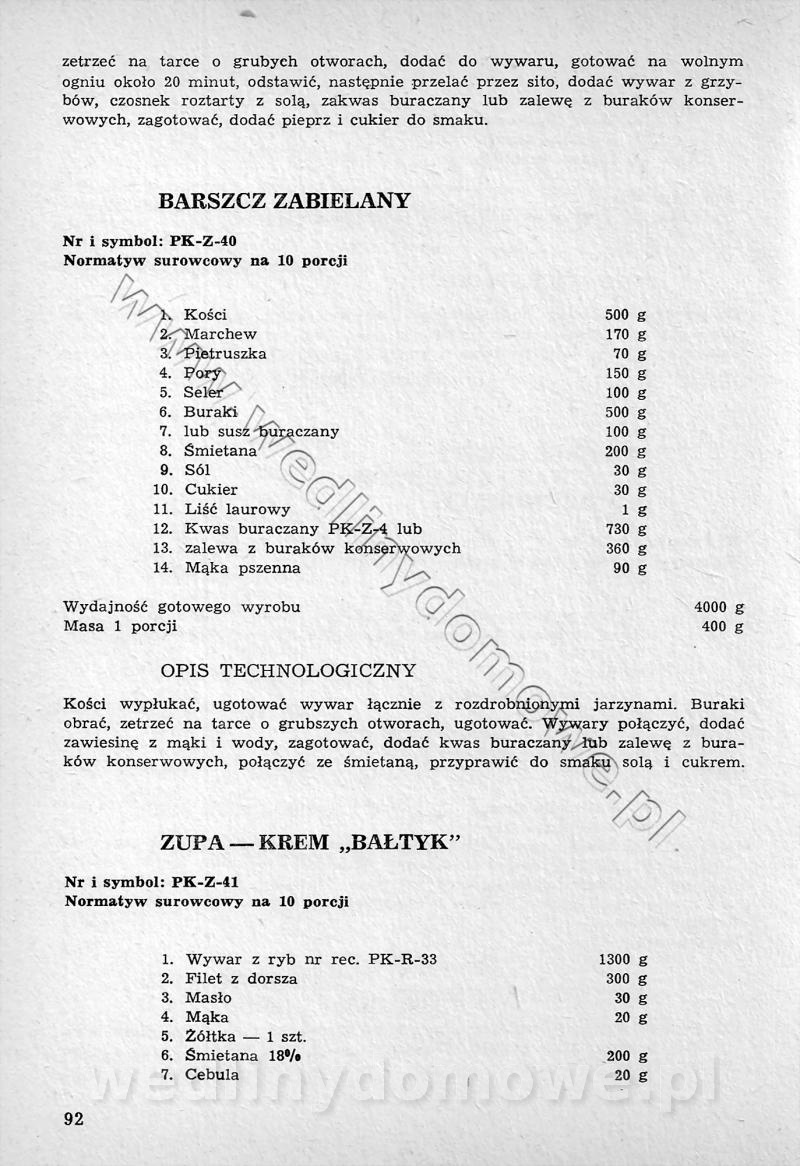 zetrzeć na tarce o grubych otworach, dodać do wywaru, gotować na wolnym
ogniu około 20 minut, odstawić, następnie przelać przez sito, dodać wywar z grzy-
bów, czosnek roztarty z solą, zakwas buraczany lub zalewę z buraków konser-
wowych, zagotować, dodać pieprz i cukier do smaku.
BARSZCZ ZABIELANY
Nr i symbol: PK-Z-40
Normatyw surowcowy na 10 porcji
1. Kości 500 g
2. Marchew 170 g
3. Pietruszka 70 g
4. Pory 150 g
5. Seler 100 g
6. Buraki 500 g
7. lub susz buraczany 100 g
8. Śmietana 200 g
9. Sól 30 g
10. Cukier 30 g
11. Liść laurowy 1 g
12. Kwas buraczany PK-Z-4 lub 730 g
13. zalewa z buraków konserwowych 360 g
14. Mąka pszenna 90 g
Wydajność gotowego wyrobu 4000 g
Masa 1 porcji 400 g
OPIS TECHNOLOGICZNY
Kości wypłukać, ugotować wywar łącznie z rozdrobnionymi jarzynami. Buraki
obrać, zetrzeć na tarce o grubszych otworach, ugotować. Wywary połączyć, dodać
zawiesinę z mąki i wody, zagotować, dodać kwas buraczany lub zalewę z bura-
ków konserwowych, połączyć ze śmietaną, przyprawić do smaku solą i cukrem.
ZUPA — KREM „BAŁTYK”
Nr i symbol: PK-Z-41
Normatyw surowcowy na 10 porcji
1. Wywar z ryb nr rec. PK-R-33 1300 g
2. Filet z dorsza 300 g
3. Masło 30 g
4. Mąka 20 g
5. Żółtka — 1 szt.
6. Śmietana 18% 200 g
7. Cebula 20 g
92
www.wedlinydomowe.pl
wedlinydomowe.pl